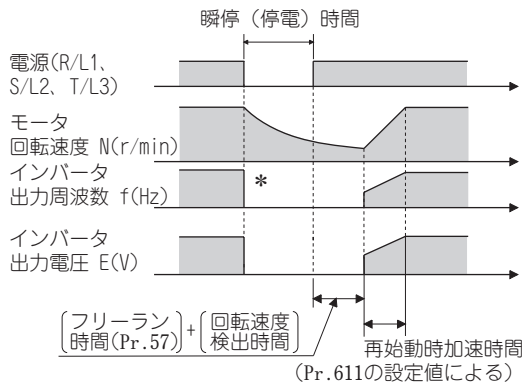 瞬停（停電）時間
電源(R/L1、
S/L2、T/L3)
モータ
回転速度 N(r/min)
インバータ
出力周波数 f(Hz)
*
インバータ
出力電圧 E(V)
フリーラン
時間(Pr.57)
+
回転速度
検出時間
再始動時加速時間
(Pr.611の設定値による)